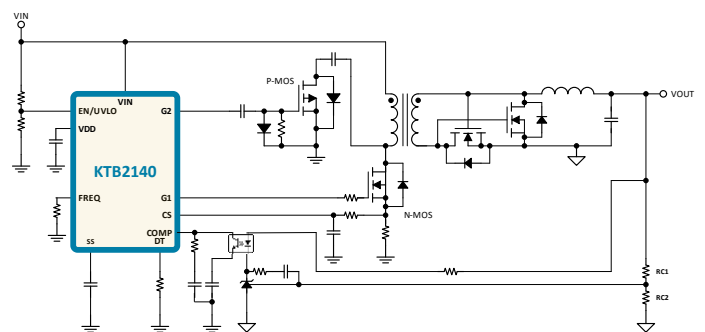 VIN
P-MOS
VIN
EN/UVLO
G2
VOUT
VDD
KTB2140
FREQ
G1
CS
N-MOS
COMP
SS
DT
RC1
RC2